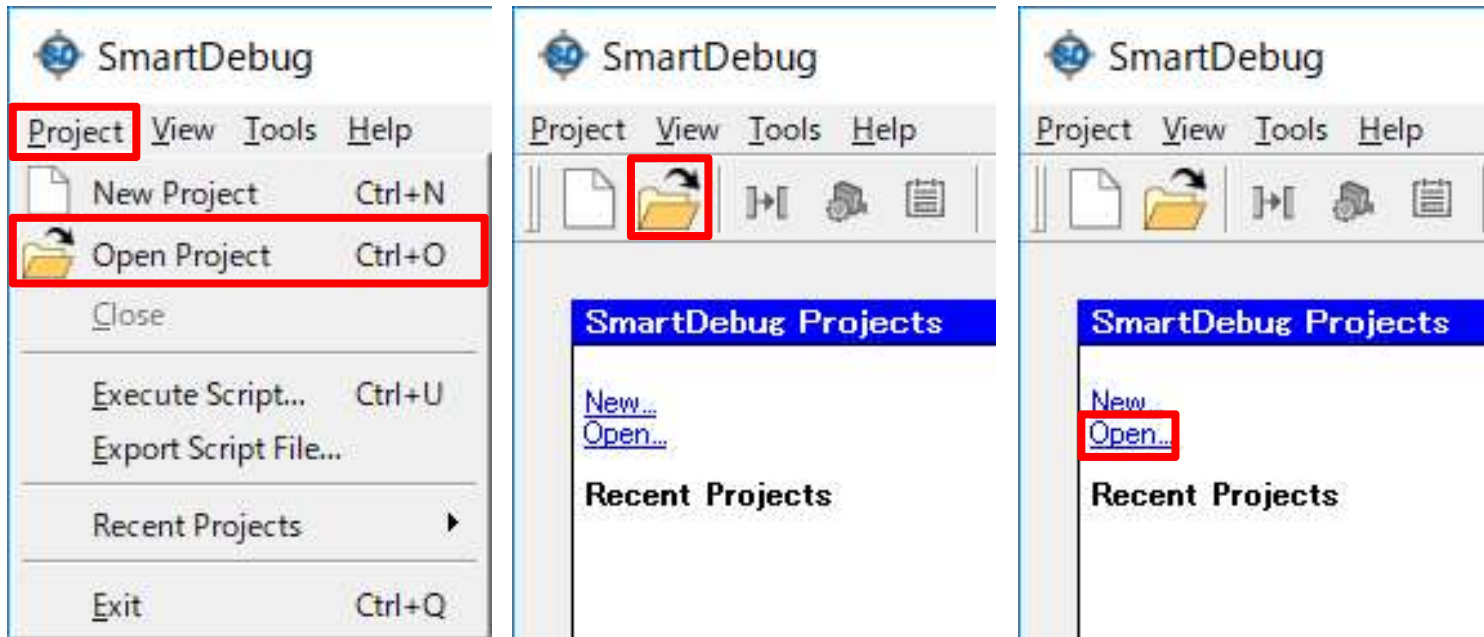 SmartDebug
Project View Tools Help
New Project Ctrl+N
Open Project Ctrl+O
Close
Execute Script... Ctrl+U
Export Script File...
Recent Projects
Exit Ctrl+Q
SmartDebug
Project View Tools Help
SmartDebug Projects
New...
Open...
Recent Projects
SmartDebug
Project View Tools Help
SmartDebug Projects
New...
Open...
Recent Projects